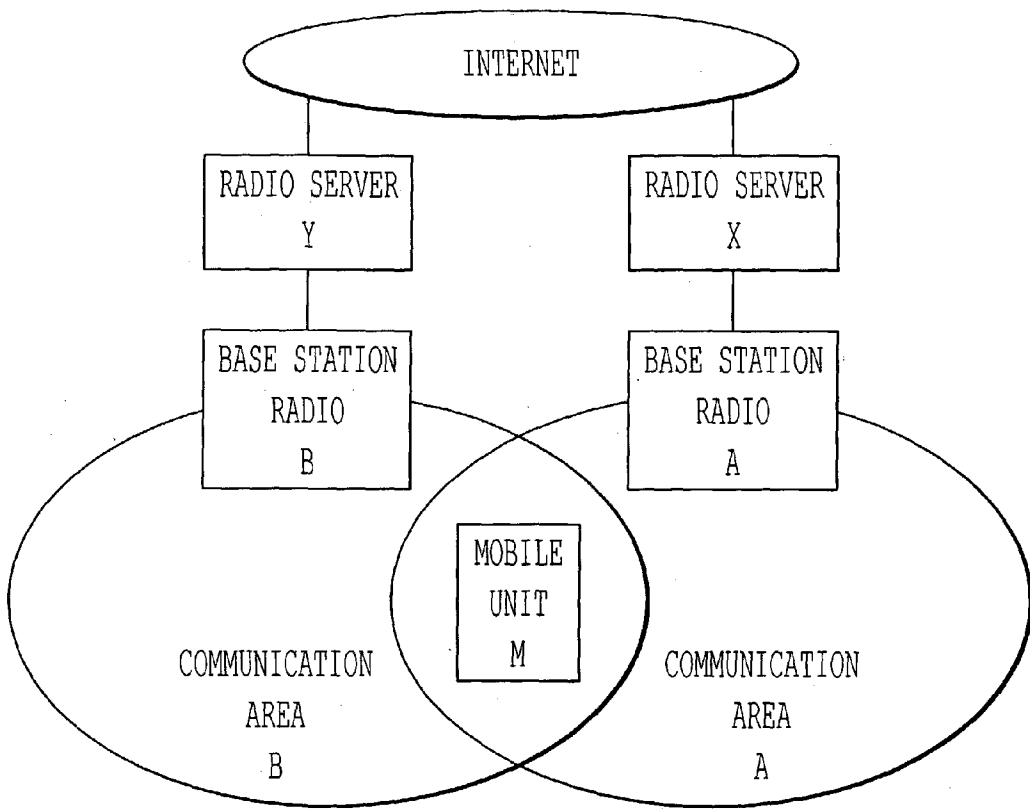 INTERNET
RADIO SERVER
Y
RADIO SERVER
X
BASE STATION
RADIO
B
BASE STATION
RADIO
A
MOBILE
UNIT
M
COMMUNICATION
AREA
B
COMMUNICATION
AREA
A